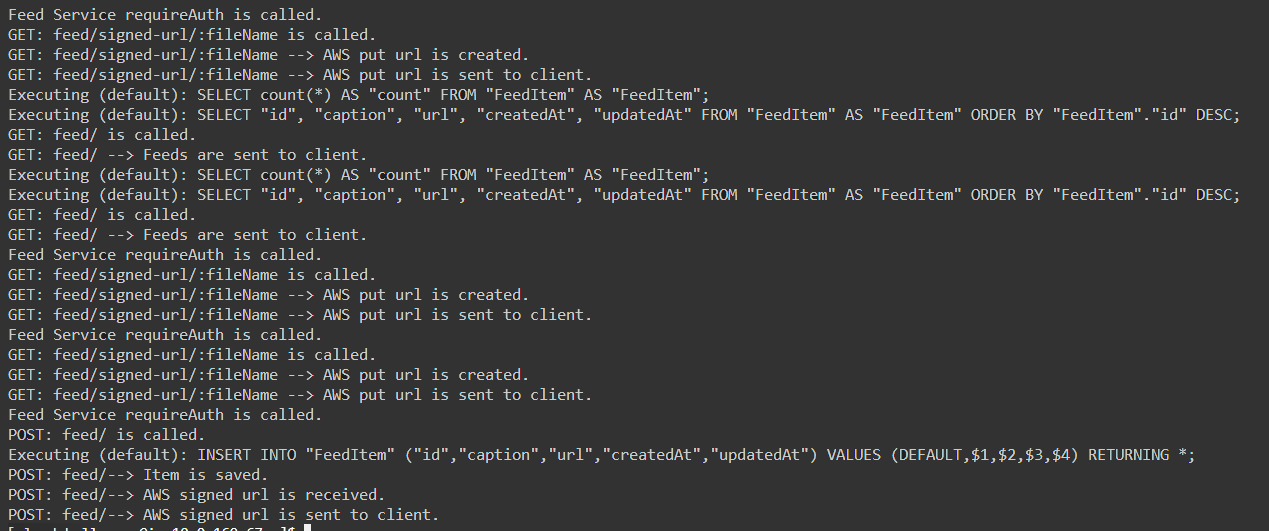 Feed Service requireAuth is called.
GET: feed/signed-url/:fileName is called.
GET: feed/signed-url/:fileName --> AWS put url is created.
GET: feed/signed-url/:fileName --> AWS put url is sent to client.
Executing (default): SELECT count(*) AS "count" FROM "FeedItem" AS "FeedItem";
Executing (default): SELECT "id", "caption", "url", "createdAt", "updatedAt" FROM "FeedItem" AS "FeedItem" ORDER BY "FeedItem"."id" DESC;
GET: feed/ is called.
GET: feed/ --> Feeds are sent to client.
Executing (default): SELECT count(*) AS "count" FROM "FeedItem" AS "FeedItem";
Executing (default): SELECT "id", "caption", "url", "createdAt", "updatedAt" FROM "FeedItem" AS "FeedItem" ORDER BY "FeedItem"."id" DESC;
GET: feed/ is called.
GET: feed/ --> Feeds are sent to client.
Feed Service requireAuth is called.
GET: feed/signed-url/:fileName is called.
GET: feed/signed-url/:fileName --> AWS put url is created.
GET: feed/signed-url/:fileName --> AWS put url is sent to client.
Feed Service requireAuth is called.
GET: feed/signed-url/:fileName is called.
GET: feed/signed-url/:fileName --> AWS put url is created.
GET: feed/signed-url/:fileName --> AWS put url is sent to client.
Feed Service requireAuth is called.
POST: feed/ is called.
Executing (default): INSERT INTO "FeedItem" ("id","caption","url","createdAt","updatedAt") VALUES (DEFAULT,$1,$2,$3,$4) RETURNING *;
POST: feed/--> Item is saved.
POST: feed/--> AWS signed url is received.
POST: feed/--> AWS signed url is sent to client.